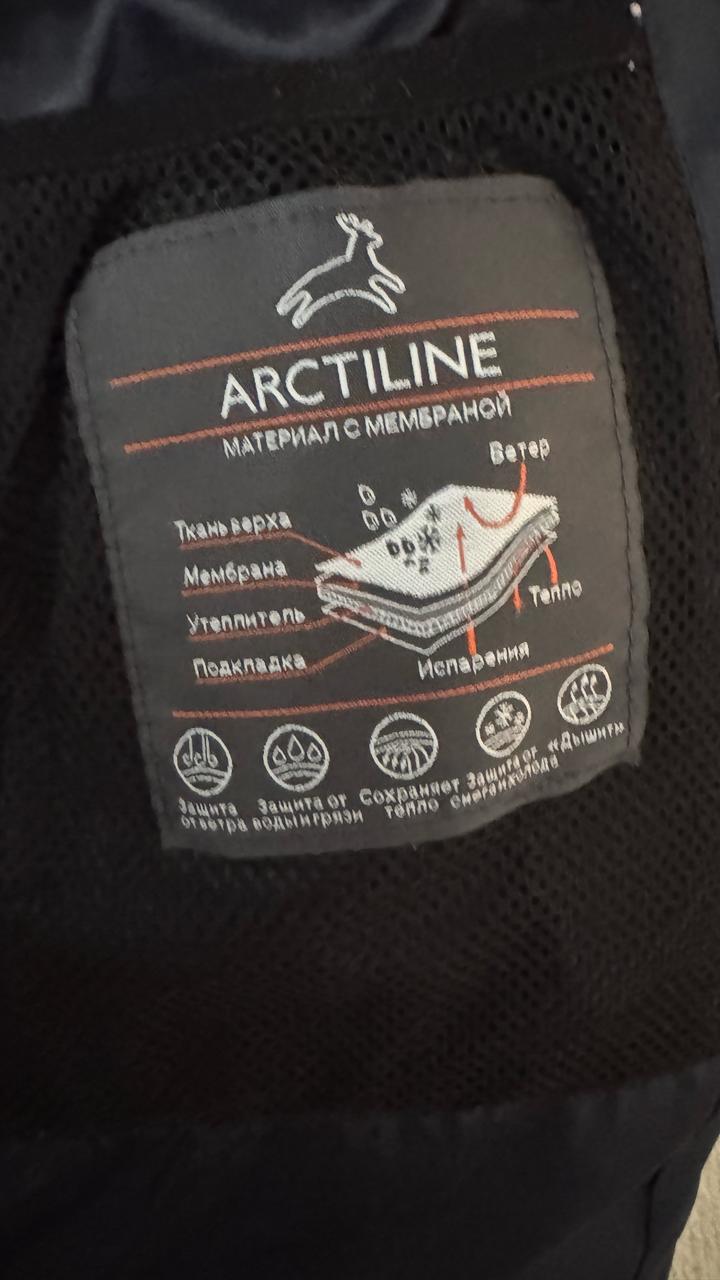 ARCTILINE
МАТЕРИАЛ С МЕМБРАНОЙ
Ветер
Ткань верха
Мембрана
Утеплитель
Подкладка
Тепло
Испарения
Защита от ветра
Защита от воды и грязи
Сохраняет тепло
Защита от снега и холода
«Дышит»